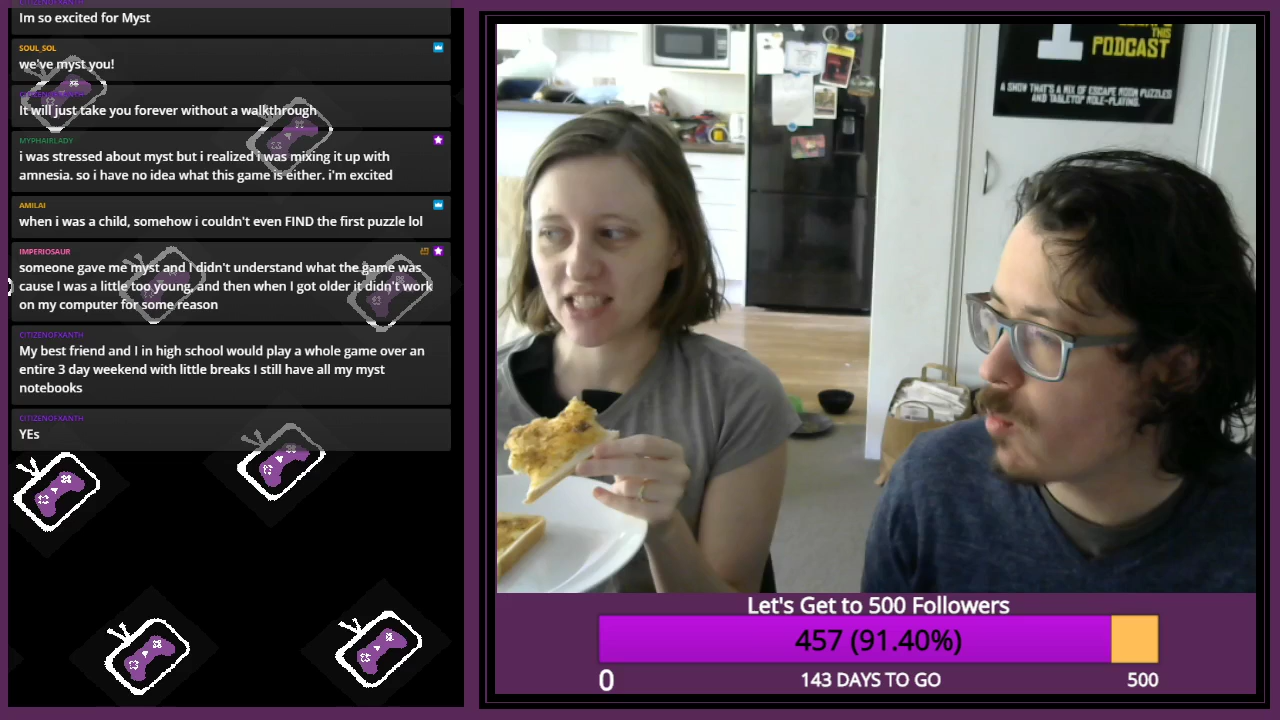 CITIZENOFXANTH
Im so excited for Myst
SOUL_SOL
we've myst you!
CITIZENOFXANTH
It will just take you forever without a walkthrough
MYPHAIRLADY
i was stressed about myst but i realized i was mixing it up with
amnesia. so i have no idea what this game is either. i'm excited
AMILAI
when i was a child, somehow i couldn't even FIND the first puzzle lol
IMPERIOSAUR
someone gave me myst and I didn't understand what the game was
cause I was a little too young, and then when I got older it didn't work
on my computer for some reason
CITIZENOFXANTH
My best friend and I in high school would play a whole game over an
entire 3 day weekend with little breaks I still have all my myst
notebooks
CITIZENOFXANTH
YEs
ESCAPE
THIS
PODCAST
A SHOW THAT'S A MIX OF ESCAPE ROOM PUZZLES
AND TABLETOP ROLE-PLAYING.
Let's Get to 500 Followers
457 (91.40%)
0
143 DAYS TO GO
500